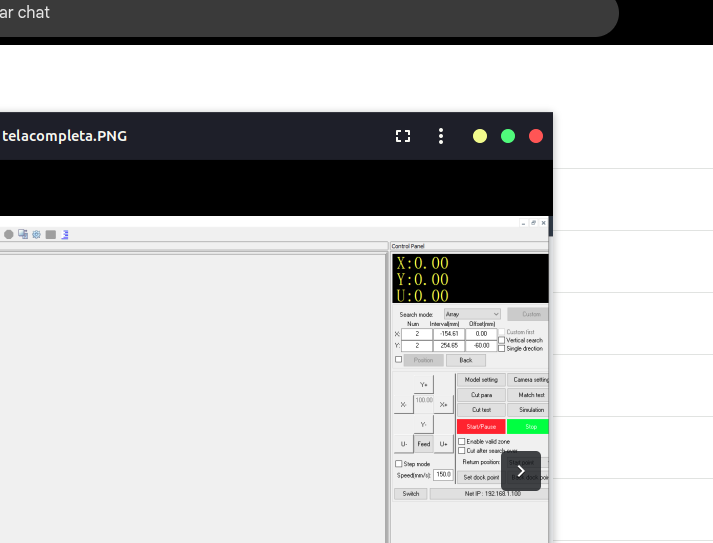 ar chat
telacompleta.PNG
Control Panel
X:0.00
Y:0.00
U:0.00
Search mode: Array Custom
Num Interval(mm) Offset(mm)
X: 2 -154.61 0.00 Custom first
Y: 2 254.65 -60.00 Vertical search
Single direction
Position Back
Y+
X- 100.00 X+
Y-
U- Feed U+
Step mode
Speed(mm/s): 150.0
Model setting Camera setting
Cut para Match test
Cut test Simulation
Start/Pause Stop
Enable valid zone
Cut after search
Return position:
Set dock point
Switch Net IP : 192.168.1.100